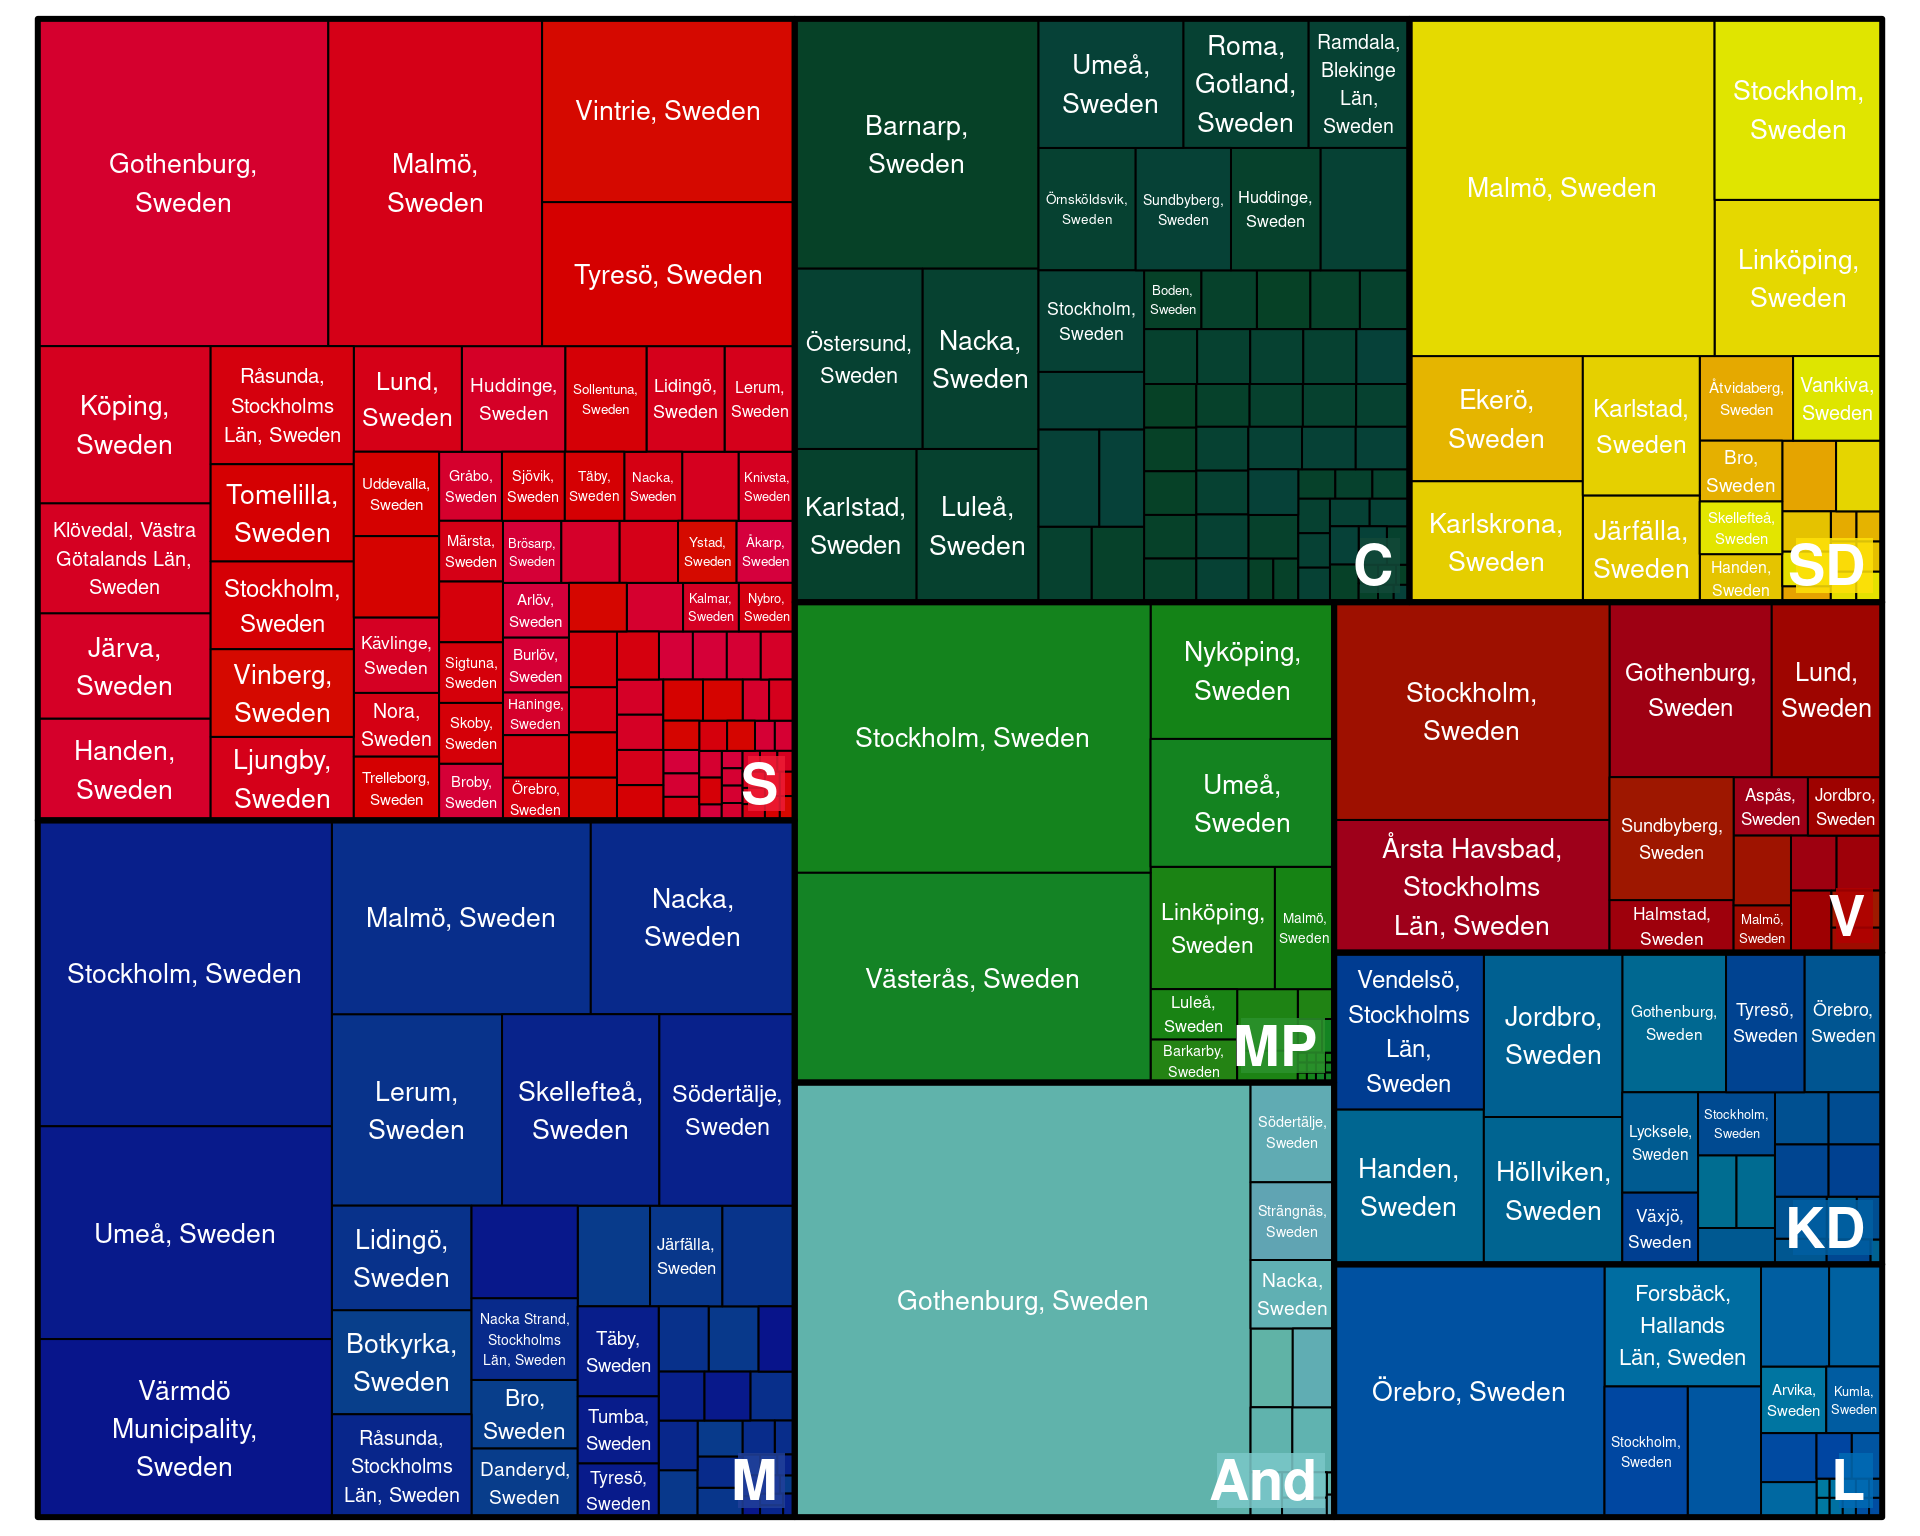 Gothenburg,
Sweden
Malmö,
Sweden
Vintrie, Sweden
Tyresö, Sweden
Köping,
Sweden
Råsunda,
Stockholms
Län, Sweden
Lund,
Sweden
Huddinge,
Sweden
Sollentuna,
Sweden
Lidingö,
Sweden
Lerum,
Sweden
Klövedal, Västra
Götalands Län,
Sweden
Tomelilla,
Sweden
Uddevalla,
Sweden
Gråbo,
Sweden
Sjövik,
Sweden
Täby,
Sweden
Nacka,
Sweden
Knivsta,
Sweden
Märsta,
Sweden
Brösarp,
Sweden
Ystad,
Sweden
Åkarp,
Sweden
Stockholm,
Sweden
Arlöv,
Sweden
Kalmar,
Sweden
Nybro,
Sweden
Järva,
Sweden
Kävlinge,
Sweden
Sigtuna,
Sweden
Burlöv,
Sweden
Vinberg,
Sweden
Nora,
Sweden
Skoby,
Sweden
Haninge,
Sweden
Handen,
Sweden
Ljungby,
Sweden
Trelleborg,
Sweden
Broby,
Sweden
Örebro,
Sweden
S
Barnarp,
Sweden
Umeå,
Sweden
Roma,
Gotland,
Sweden
Ramdala,
Blekinge
Län,
Sweden
Örnsköldsvik,
Sweden
Sundbyberg,
Sweden
Huddinge,
Sweden
Östersund,
Sweden
Nacka,
Sweden
Stockholm,
Sweden
Boden,
Sweden
Karlstad,
Sweden
Luleå,
Sweden
C
Malmö, Sweden
Stockholm,
Sweden
Linköping,
Sweden
Ekerö,
Sweden
Karlstad,
Sweden
Åtvidaberg,
Sweden
Vankiva,
Sweden
Bro,
Sweden
Karlskrona,
Sweden
Järfälla,
Sweden
Skellefteå,
Sweden
Handen,
Sweden
SD
Stockholm, Sweden
Nyköping,
Sweden
Umeå,
Sweden
Västerås, Sweden
Linköping,
Sweden
Malmö,
Sweden
Luleå,
Sweden
Barkarby,
Sweden
MP
Stockholm,
Sweden
Gothenburg,
Sweden
Lund,
Sweden
Årsta Havsbad,
Stockholms
Län, Sweden
Sundbyberg,
Sweden
Aspås,
Sweden
Jordbro,
Sweden
Halmstad,
Sweden
Malmö,
Sweden
V
Stockholm, Sweden
Malmö, Sweden
Nacka,
Sweden
Lerum,
Sweden
Skellefteå,
Sweden
Södertälje,
Sweden
Umeå, Sweden
Lidingö,
Sweden
Järfälla,
Sweden
Nacka Strand,
Stockholms
Län, Sweden
Täby,
Sweden
Botkyrka,
Sweden
Värmdö
Municipality,
Sweden
Bro,
Sweden
Tumba,
Sweden
Råsunda,
Stockholms
Län, Sweden
Danderyd,
Sweden
Tyresö,
Sweden
M
Gothenburg, Sweden
Södertälje,
Sweden
Strängnäs,
Sweden
Nacka,
Sweden
And
Vendelsö,
Stockholms
Län,
Sweden
Jordbro,
Sweden
Gothenburg,
Sweden
Tyresö,
Sweden
Örebro,
Sweden
Handen,
Sweden
Höllviken,
Sweden
Lycksele,
Sweden
Stockholm,
Sweden
Växjö,
Sweden
KD
Örebro, Sweden
Forsbäck,
Hallands
Län, Sweden
Stockholm,
Sweden
Arvika,
Sweden
Kumla,
Sweden
L